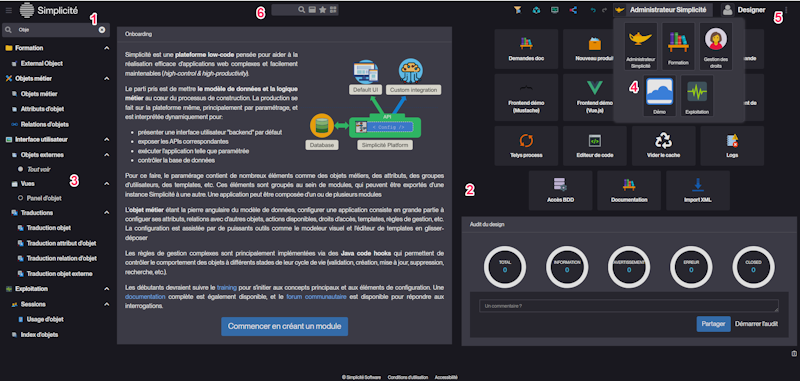 Simplicité
1
6
Administrateur Simplicité
Designer
5
Obje
Formation
External Object
Objets métier
Objets métier
Attributs d'objet
Relations d'objets
Interface utilisateur
Objets externes
Tout voir
3
Vues
Panel d'objet
Traductions
Traduction objet
Traduction attribut d'objet
Traduction relation d'objet
Traduction objet externe
Exploitation
Sessions
Usage d'objet
Index d'objets
Onboarding
Simplicité est une plateforme low-code pensée pour aider à la
réalisation efficace d'applications web complexes et facilement
maintenables (high-control & high-productivity).
Le parti pris est de mettre le modèle de données et la logique
métier au cœur du processus de construction. La production se
fait sur la plateforme même, principalement par paramétrage, et
est interprétée dynamiquement pour:
présenter une interface utilisateur "backend" par défaut
exposer les APIs correspondantes
exécuter l'application telle que paramétrée
contrôler la base de données
Default UI
Custom integration
API
< Config />
Database
Simplicité Platform
Pour ce faire, le paramétrage contient de nombreux éléments comme des objets métiers, des attributs, des groupes
d'utilisateurs, des templates, etc. Ces éléments sont groupés au sein de modules, qui peuvent être exportés d'une
instance Simplicité à une autre. Une application peut être composée d'un ou de plusieurs modules
L'objet métier étant la pierre angulaire du modèle de données, configurer une application consiste en grande partie à
configurer ses attributs, relations avec d'autres objets, actions disponibles, droits d'accès, templates, règles de gestion, etc.
La configuration est assistée par de puissants outils comme le modeleur visuel et l'éditeur de templates en glisser-
déposer
Les règles de gestion complexes sont principalement implémentées via des Java code hooks qui permettent de
contrôler le comportement des objets à différents stades de leur cycle de vie (validation, création, mise à jour, suppression,
recherche, etc.).
Les débutants devraient suivre le training pour s'initier aux concepts principaux et aux éléments de configuration. Une
documentation complète est également disponible, et le forum communautaire est disponible pour répondre aux
interrogations.
Commencer en créant un module
Demandes doc
Nouveau produit
Administrateur
Simplicité
Formation
Gestion des
droits
4
Démo
Exploitation
Frontend démo
(Mustache)
Frontend démo
(Vue.js)
Telys process
Editeur de code
Vider le cache
Logs
2
Accès BDD
Documentation
Import XML
Audit du design
TOTAL
0
INFORMATION
0
AVERTISSEMENT
0
ERREUR
0
CLOSED
0
Un commentaire ?
Partager
Démarrer l'audit
© Simplicité Software
Conditions d'utilisation
Accessibilité